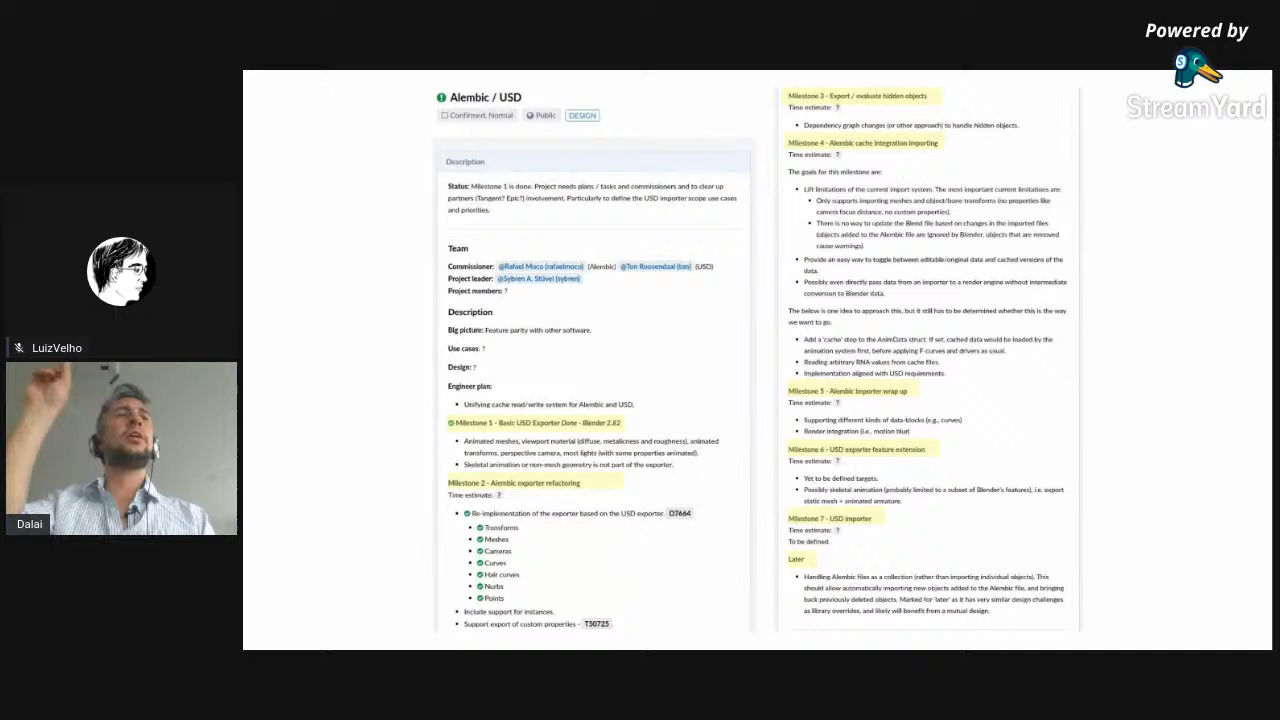 Powered by
StreamYard
Alembic / USD
Confirmed, Normal
Public
DESIGN
Description
Status: Milestone 1 is done. Project needs plans / tasks and commissioners and to clear up
partners (Tangent? Epic?) involvement. Particularly to define the USD importer scope use cases
and priorities.
Team
Commissioner: @Rafael Moco (rafaelmoco) (Alembic) @Ton Roosendaal (ton) (USD)
Project leader: @Sybren A. Stüvel (sybren)
Project members: ?
Description
Big picture: Feature parity with other software.
Use cases: ?
Design: ?
Engineer plan:
Unifying cache read/write system for Alembic and USD.
Milestone 1 - Basic USD Exporter Done - Blender 2.82
Animated meshes, viewport material (diffuse, metalicness and roughness), animated
transforms, perspective camera, most lights (with some properties animated).
Skeletal animation or non-mesh geometry is not part of the exporter.
Milestone 2 - Alembic exporter refactoring
Time estimate: ?
Re-implementation of the exporter based on the USD exporter. D7664
Transforms
Meshes
Cameras
Curves
Hair curves
Nurbs
Points
Include support for instances.
Support export of custom properties - T50725
Milestone 3 - Export / evaluate hidden objects
Time estimate: ?
Dependency graph changes (or other approach) to handle hidden objects.
Milestone 4 - Alembic cache integration importing
Time estimate: ?
The goals for this milestone are:
Lift limitations of the current import system. The most important current limitations are:
Only supports importing meshes and object/bone transforms (no properties like
camera focus distance, no custom properties).
There is no way to update the Blend file based on changes in the imported files
(objects added to the Alembic file are ignored by Blender, objects that are removed
cause warnings).
Provide an easy way to toggle between editable/original data and cached versions of the
data.
Possibly even directly pass data from an importer to a render engine without intermediate
conversion to Blender data.
The below is one idea to approach this, but it still has to be determined whether this is the way
we want to go.
Add a 'cache' step to the AnimData struct. If set, cached data would be loaded by the
animation system first, before applying F-curves and drivers as usual.
Reading arbitrary RNA values from cache files.
Implementation aligned with USD requirements.
Milestone 5 - Alembic importer wrap up
Time estimate: ?
Supporting different kinds of data-blocks (e.g., curves)
Render integration (i.e., motion blur)
Milestone 6 - USD exporter feature extension
Time estimate: ?
Yet to be defined targets.
Possibly skeletal animation (probably limited to a subset of Blender's features), i.e. export
static mesh + animated armature.
Milestone 7 - USD importer
Time estimate: ?
To be defined.
Later
Handling Alembic files as a collection (rather than importing individual objects). This
should allow automatically importing new objects added to the Alembic file, and bringing
back previously deleted objects. Marked for 'later' as it has very similar design challenges
as library overrides, and likely will benefit from a mutual design.
LuizVelho
Dalai